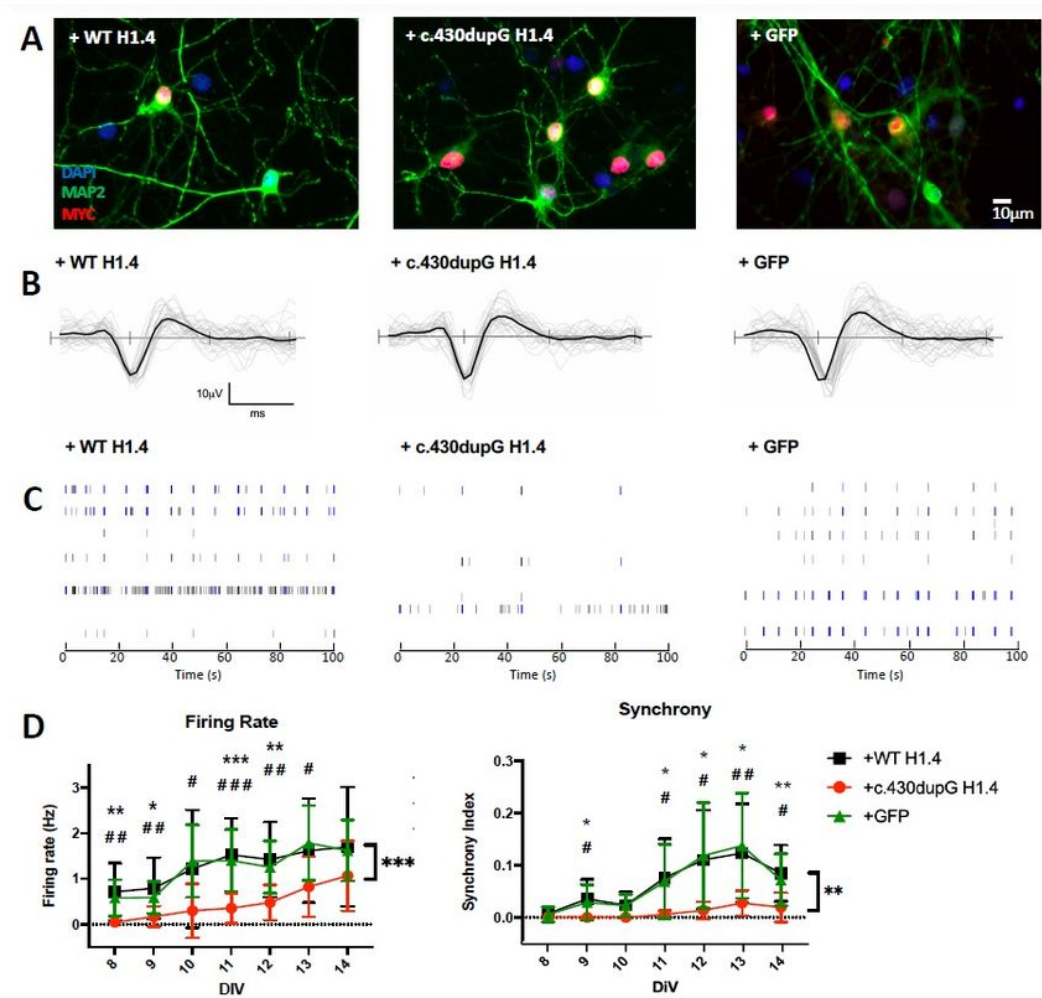 A
+ WT H1.4
+ c.430dupG H1.4
+ GFP
DAPI
MAP2
MYC
10μm
B
+ WT H1.4
+ c.430dupG H1.4
+ GFP
10μV
ms
C
+ WT H1.4
+ c.430dupG H1.4
+ GFP
0 20 40 60 80 100
Time (s)
0 20 40 60 80 100
Time (s)
0 20 40 60 80 100
Time (s)
D
Firing Rate
Firing rate (Hz)
3
2
1
0
** * # *** ** #
## ## ### ##
***
8 9 10 11 12 13 14
DIV
Synchrony
Synchrony Index
0.3
0.2
0.1
0.0
* * * * **
# # # ## #
**
8 9 10 11 12 13 14
DiV
+WT H1.4
+c.430dupG H1.4
+GFP